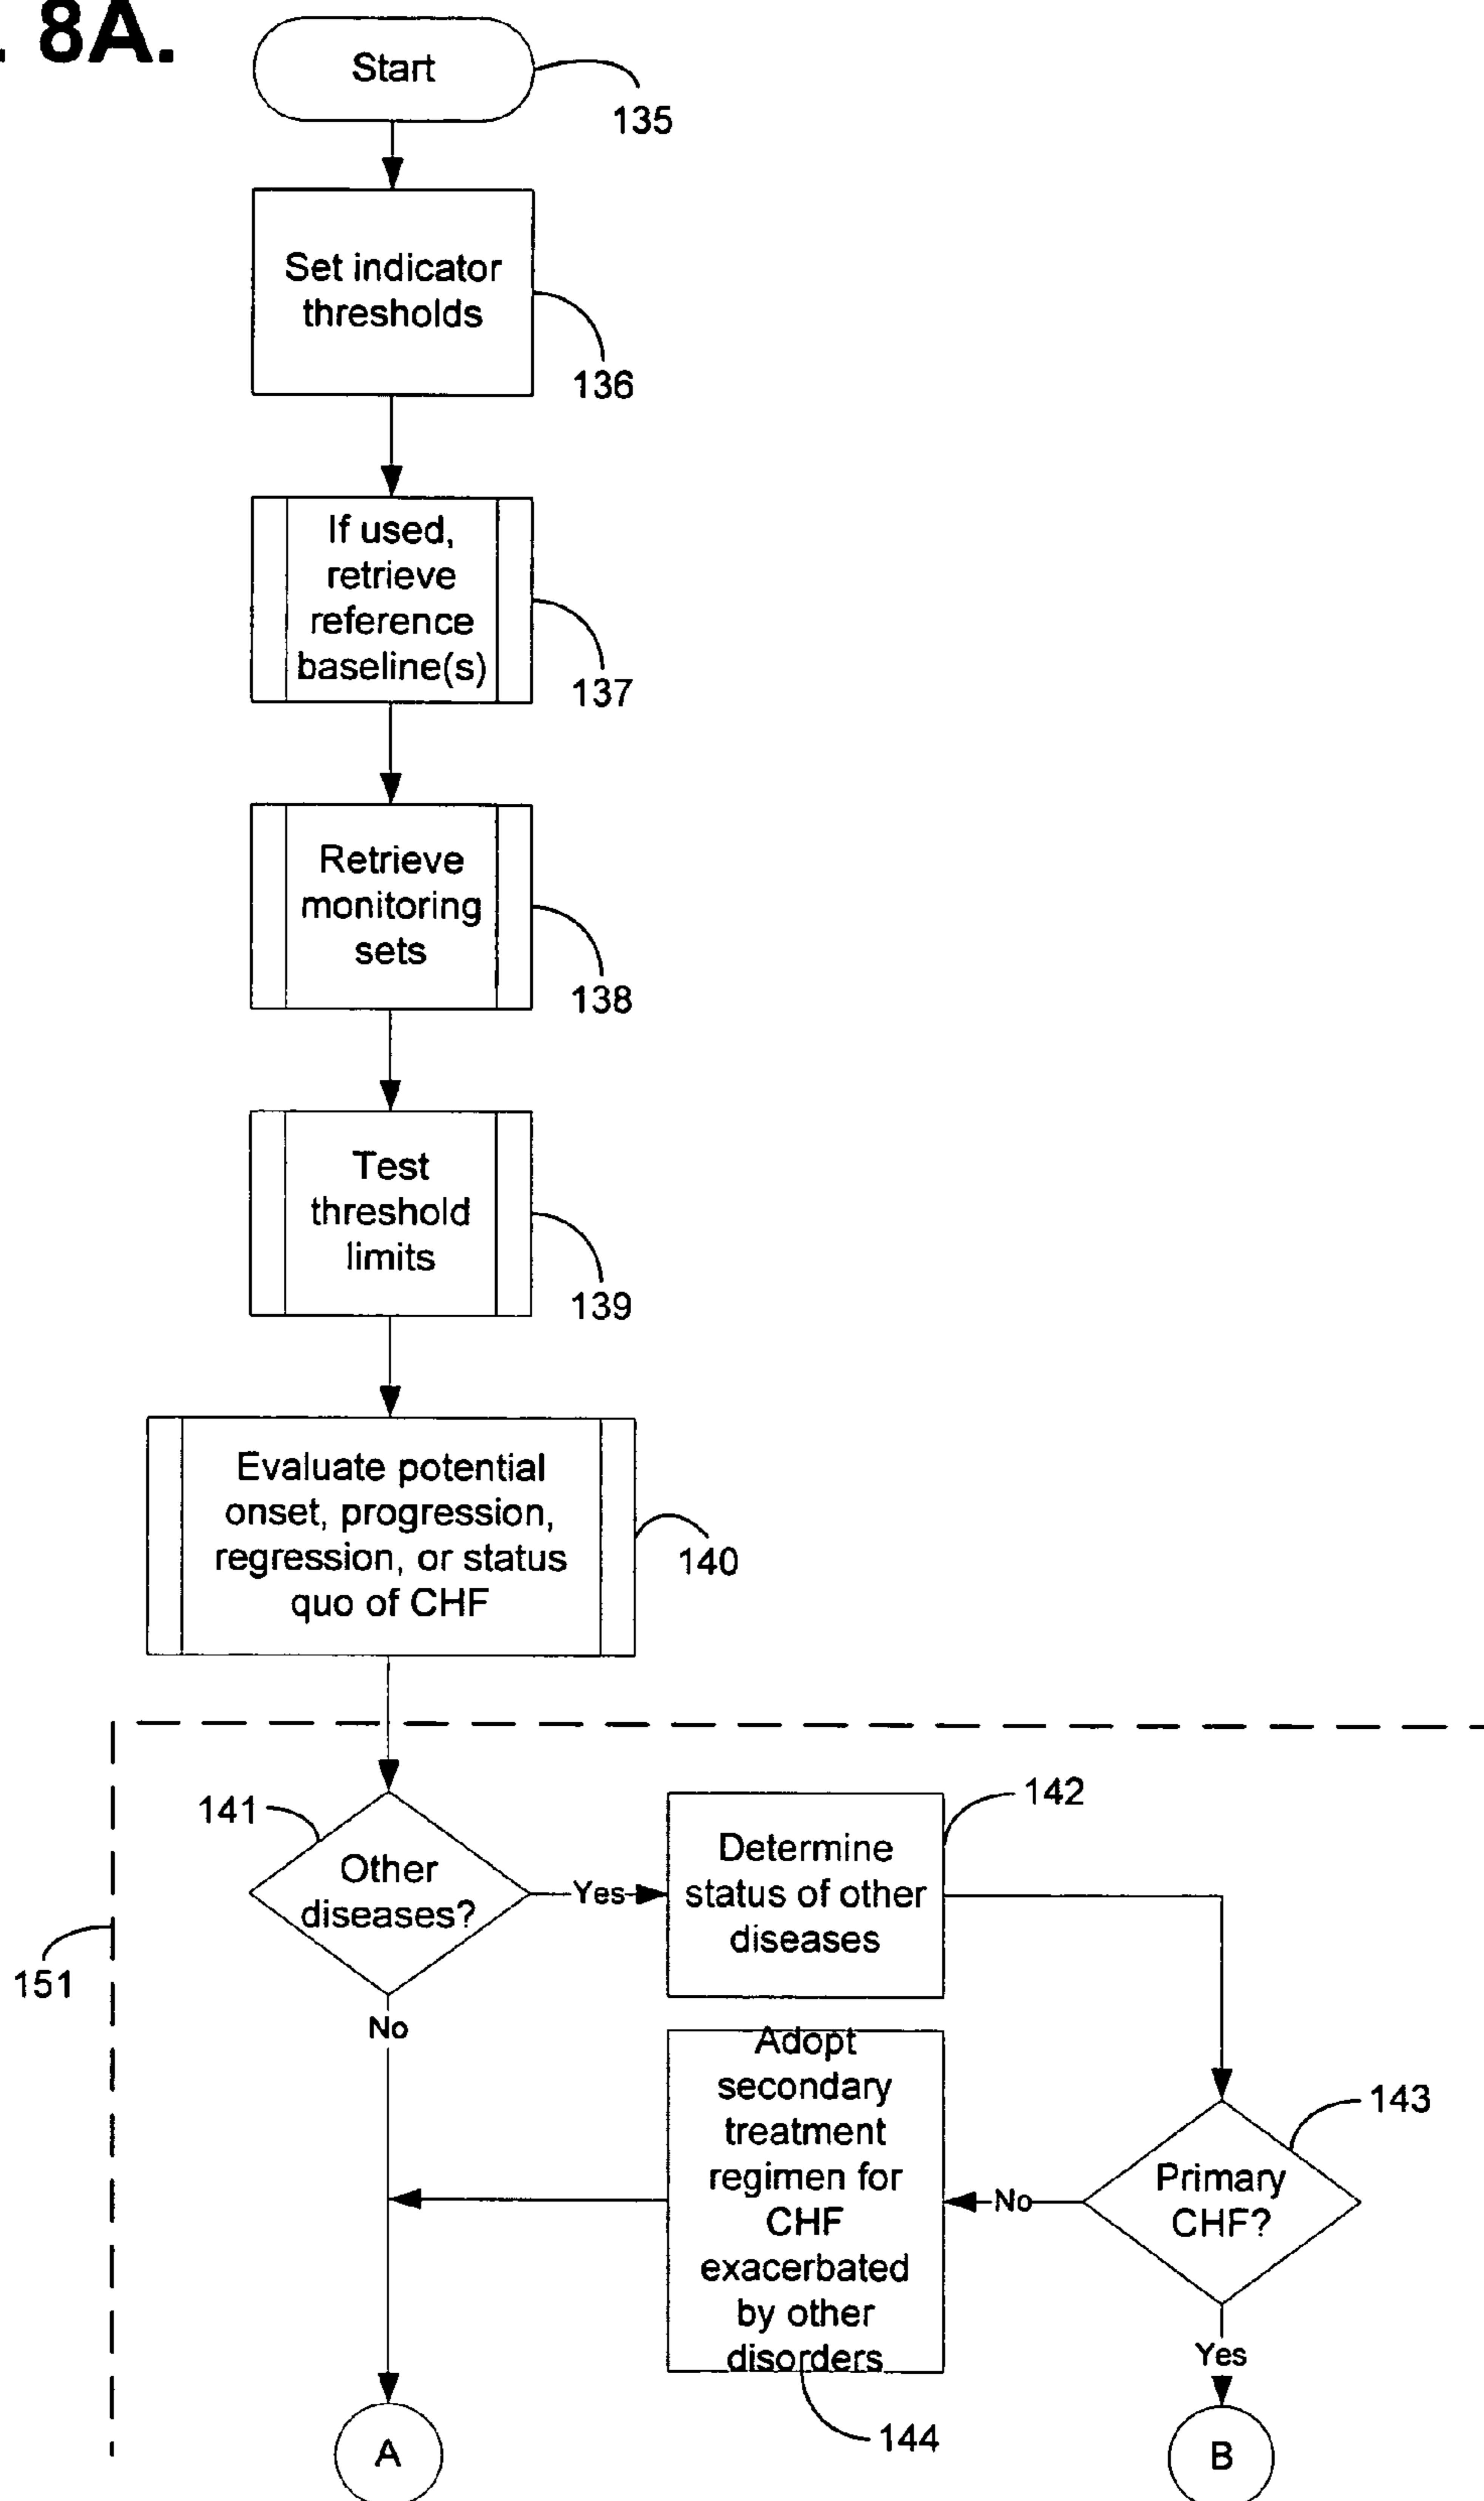 8A.
Start
135
Set indicator
thresholds
136
If used,
retrieve
reference
baseline(s)
137
Retrieve
monitoring
sets
138
Test
threshold
limits
139
Evaluate potential
onset, progression,
regression, or status
quo of CHF
140
141
Other
diseases?
Yes
142
Determine
status of other
diseases
151
No
Adopt
secondary
treatment
regimen for
CHF
exacerbated
by other
disorders
144
143
Primary
CHF?
No
Yes
A
B